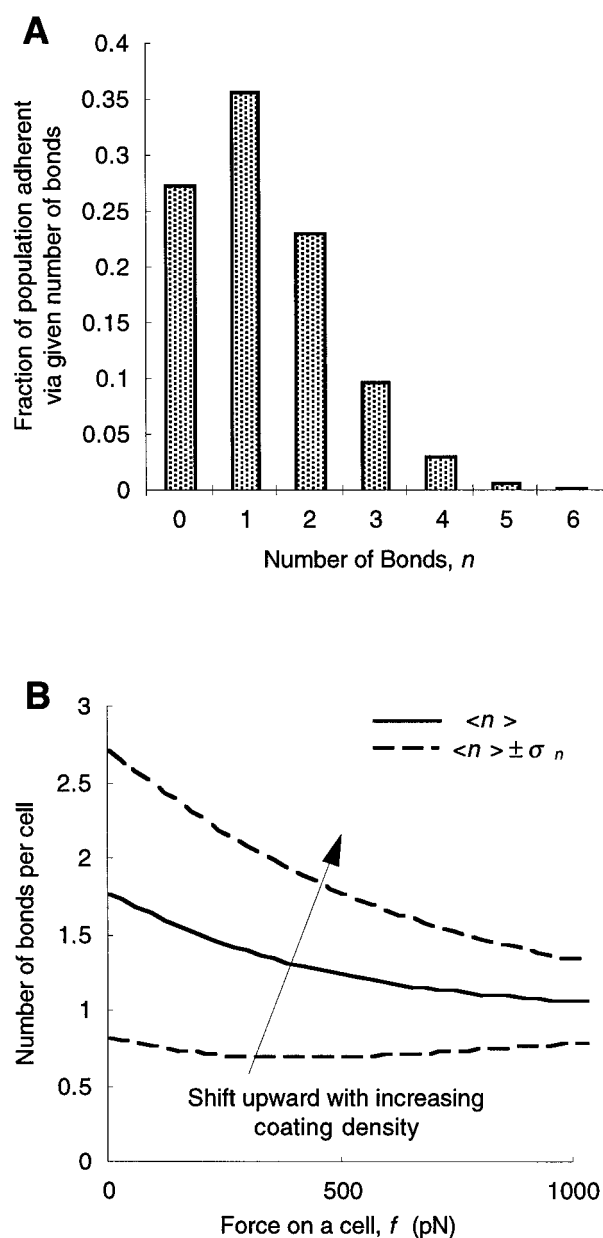 A
0.4
0.35
0.3
0.25
0.2
0.15
0.1
0.05
0
Fraction of population adherent
via given number of bonds
0 1 2 3 4 5 6
Number of Bonds, n
B
3
2.5
2
1.5
1
0.5
0
Number of bonds per cell
<n>
<n> ± σ n
Shift upward with increasing
coating density
0 500 1000
Force on a cell, f (pN)